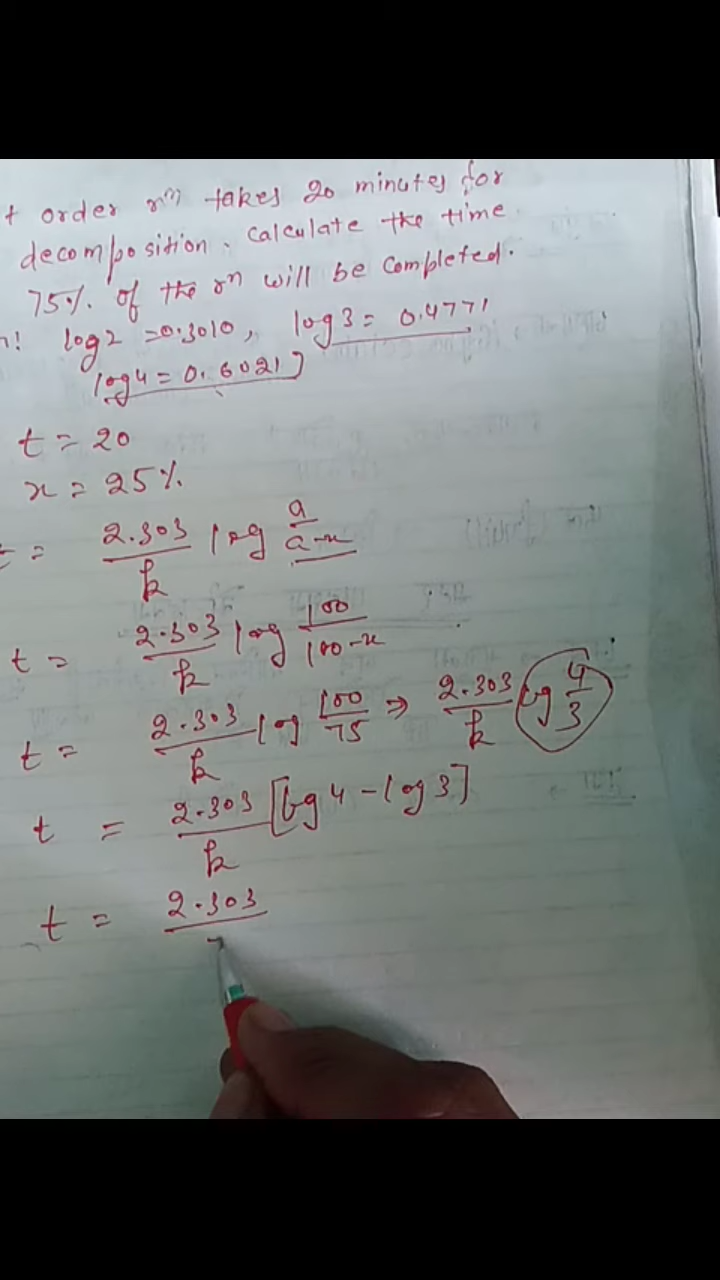 order rⁿ takes 20 minutes for
decomposition. Calculate the time
75% of the rⁿ will be completed.
log2 = 0.3010, log3 = 0.4771
log4 = 0.6021]
t = 20
x = 25%
t = 2.303/k log a/a-x
t = 2.303/k log 100/100-x
t = 2.303/k log 100/75 ⇒ 2.303/k log 4/3
t = 2.303/k [log4 - log3]
t = 2.303